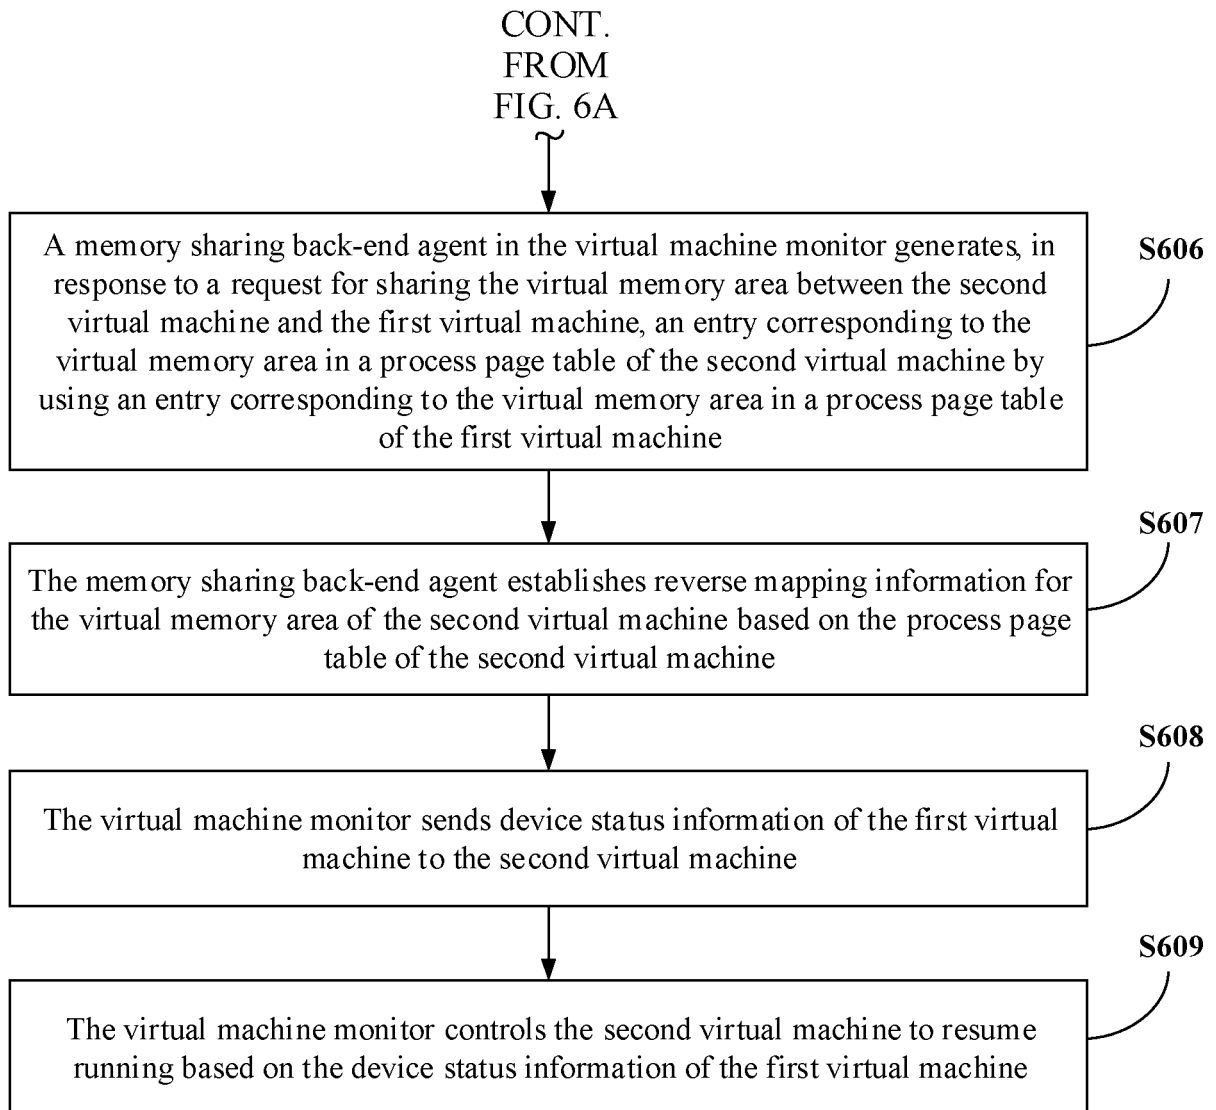 CONT.
FROM
FIG. 6A
A memory sharing back-end agent in the virtual machine monitor generates, in
response to a request for sharing the virtual memory area between the second
virtual machine and the first virtual machine, an entry corresponding to the
virtual memory area in a process page table of the second virtual machine by
using an entry corresponding to the virtual memory area in a process page table
of the first virtual machine
S606
The memory sharing back-end agent establishes reverse mapping information for
the virtual memory area of the second virtual machine based on the process page
table of the second virtual machine
S607
The virtual machine monitor sends device status information of the first virtual
machine to the second virtual machine
S608
The virtual machine monitor controls the second virtual machine to resume
running based on the device status information of the first virtual machine
S609